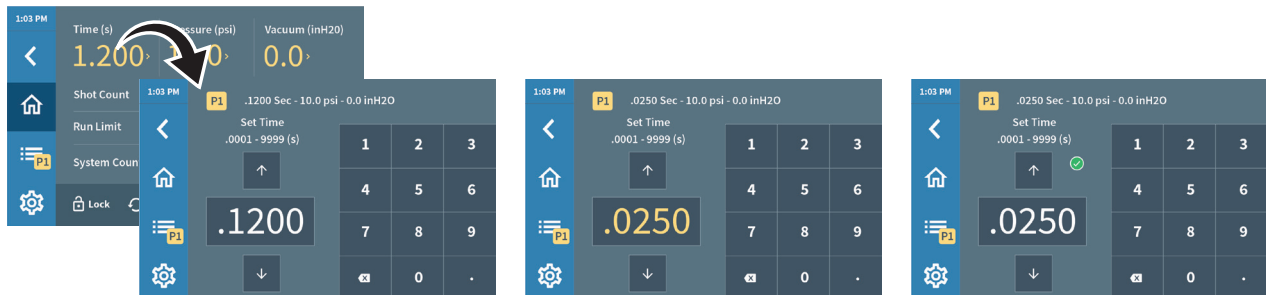 1:03 PM
Time (s)
Vacuum (inH20)
1.200
0.0
Shot Count
Run Limit
P1
Lock
1:03 PM
P1 .1200 Sec - 10.0 psi - 0.0 inH2O
Set Time
.0001 - 9999 (s)
1 2 3
4 5 6
.1200
7 8 9
P1
0 .
1:03 PM
P1 .0250 Sec - 10.0 psi - 0.0 inH2O
Set Time
.0001 - 9999 (s)
1 2 3
4 5 6
.0250
7 8 9
P1
0 .
1:03 PM
P1 .0250 Sec - 10.0 psi - 0.0 inH2O
Set Time
.0001 - 9999 (s)
1 2 3
4 5 6
.0250
7 8 9
P1
0 .